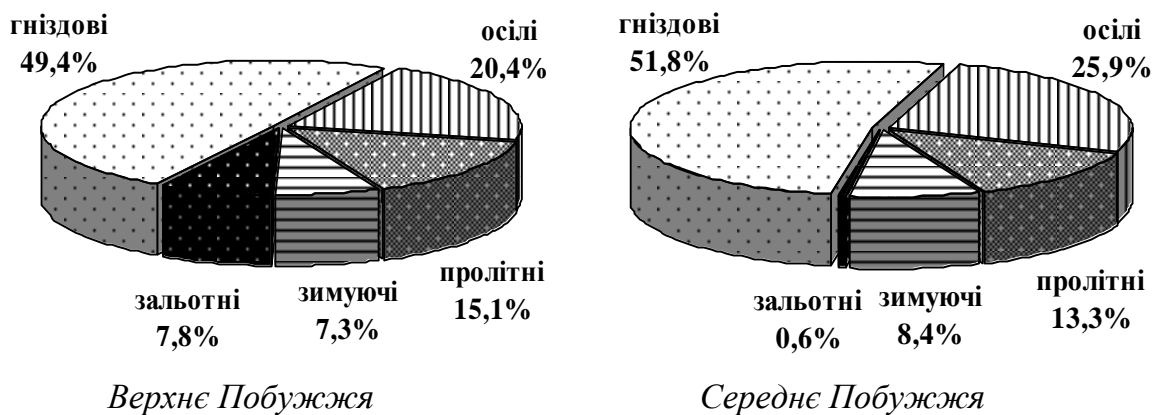 гніздові
49,4%
осілі
20,4%
пролітні
15,1%
зимуючі
7,3%
зальотні
7,8%
Верхнє Побужжя
гніздові
51,8%
осілі
25,9%
пролітні
13,3%
зимуючі
8,4%
зальотні
0,6%
Середнє Побужжя